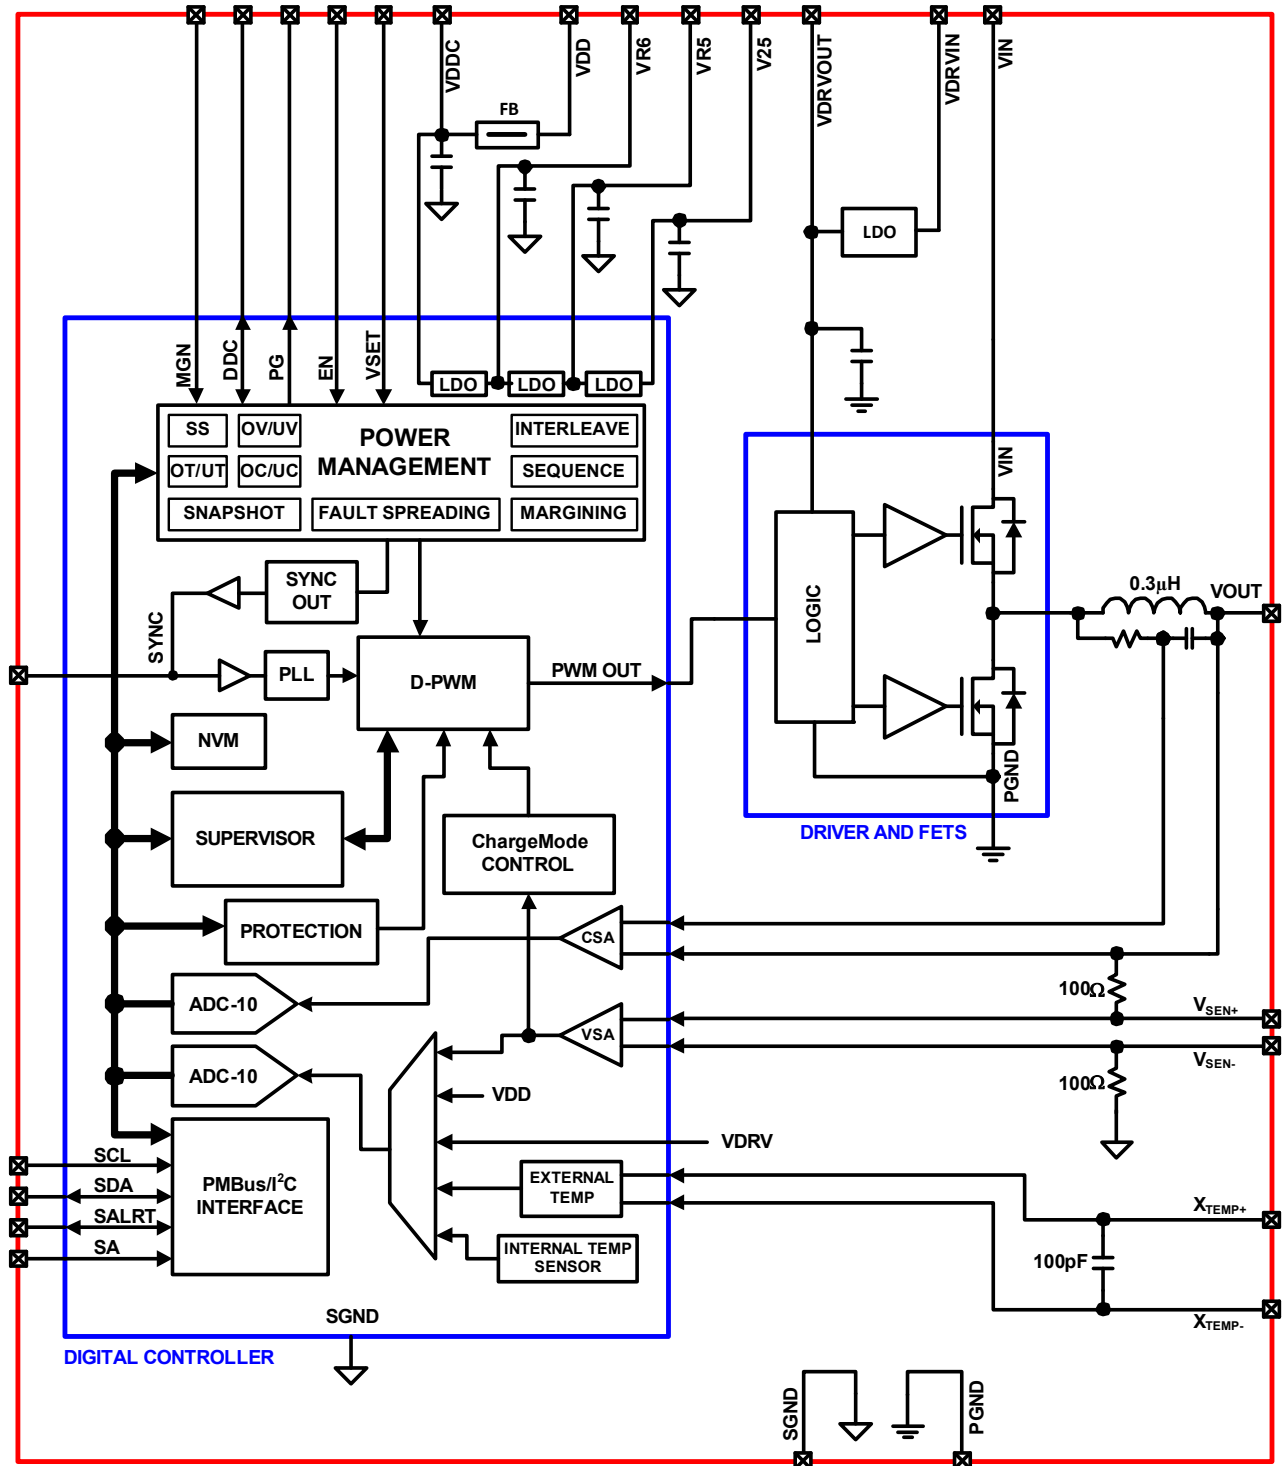 VDDC
VDD
VR6
VR5
V25
VDRVOUT
VDRVIN
VIN
FB
LDO
MGN
DDC
PG
EN
VSET
LDO
LDO
LDO
SS
OV/UV
POWER
MANAGEMENT
INTERLEAVE
OT/UT
OC/UC
SEQUENCE
SNAPSHOT
FAULT SPREADING
MARGINING
VIN
SYNC
OUT
SYNC
PLL
D-PWM
PWM OUT
LOGIC
0.3µH
VOUT
NVM
PGND
SUPERVISOR
ChargeMode
CONTROL
DRIVER AND FETS
PROTECTION
CSA
ADC-10
100Ω
VSEN+
VSA
VSEN-
ADC-10
VDD
100Ω
VDRV
SCL
SDA
SALRT
SA
PMBus/I²C
INTERFACE
EXTERNAL
TEMP
XTEMP+
INTERNAL TEMP
SENSOR
100pF
XTEMP-
SGND
DIGITAL CONTROLLER
SGND
PGND